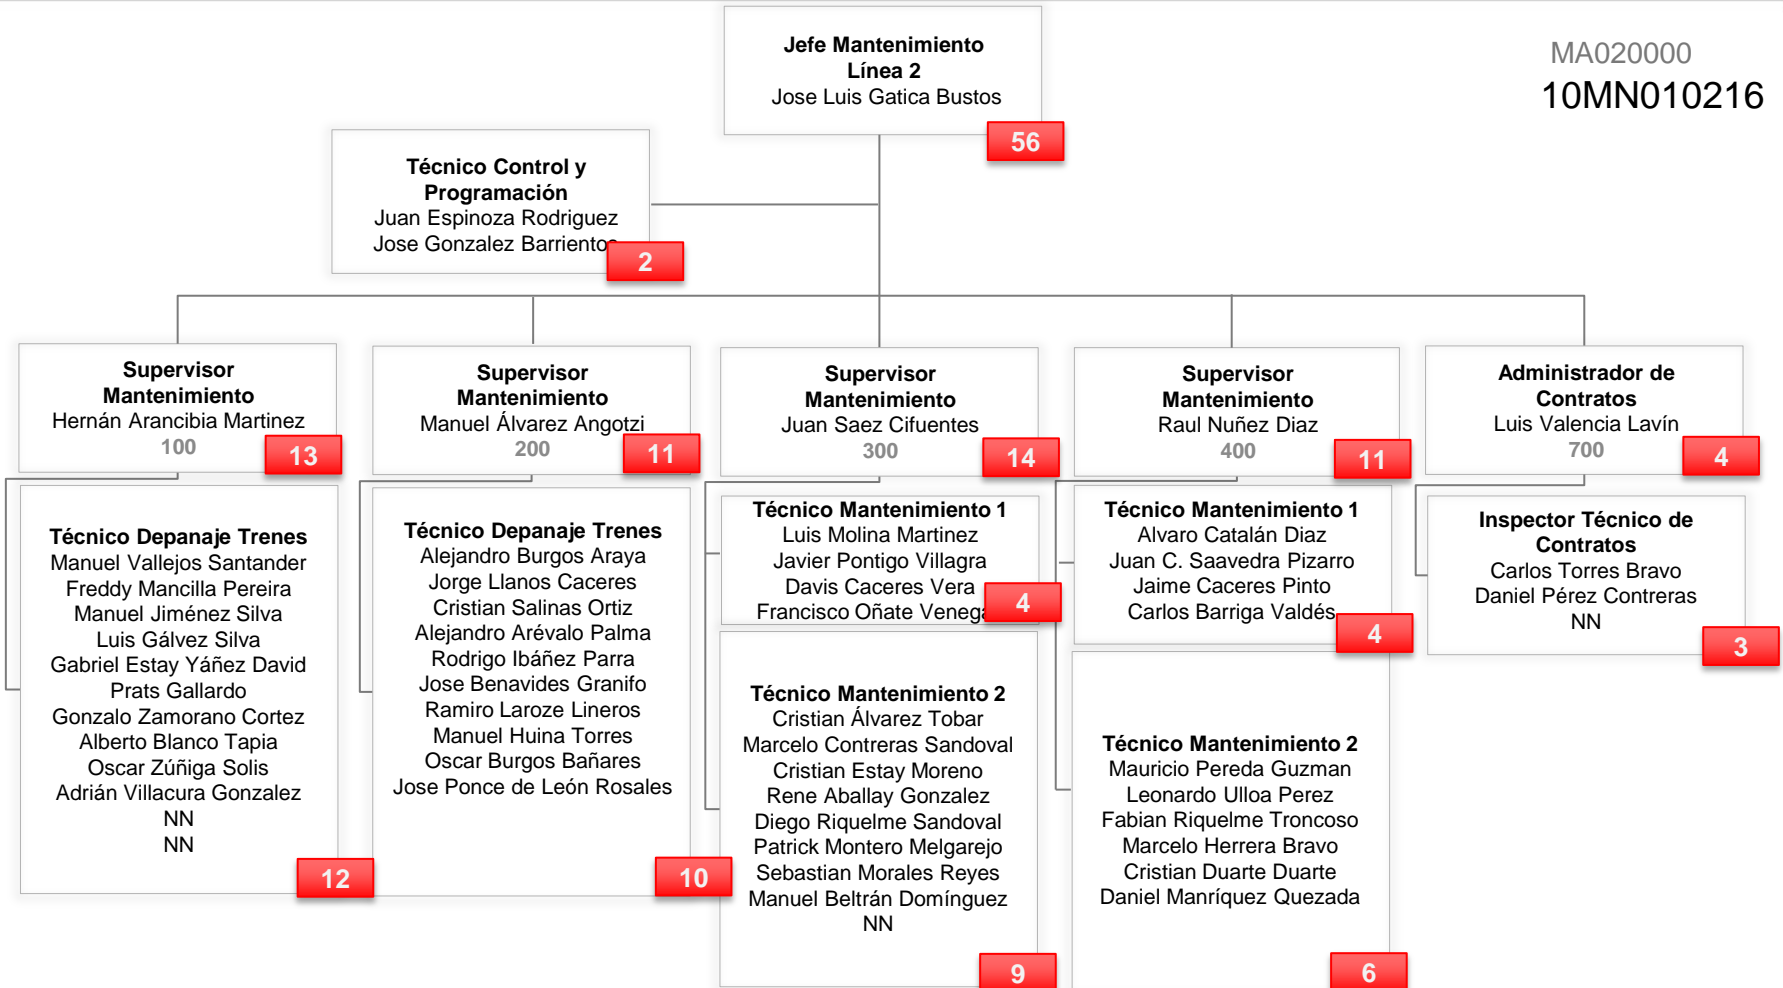 Jefe Mantenimiento
Línea 2
Jose Luis Gatica Bustos
56
MA020000
10MN010216
Técnico Control y
Programación
Juan Espinoza Rodriguez
Jose Gonzalez Barrientos
2
Supervisor
Mantenimiento
Hernán Arancibia Martinez
100
13
Supervisor
Mantenimiento
Manuel Álvarez Angotzi
200
11
Supervisor
Mantenimiento
Juan Saez Cifuentes
300
14
Supervisor
Mantenimiento
Raul Nuñez Diaz
400
11
Administrador de
Contratos
Luis Valencia Lavín
700
4
Técnico Depanaje Trenes
Manuel Vallejos Santander
Freddy Mancilla Pereira
Manuel Jiménez Silva
Luis Gálvez Silva
Gabriel Estay Yáñez David
Prats Gallardo
Gonzalo Zamorano Cortez
Alberto Blanco Tapia
Oscar Zúñiga Solis
Adrián Villacura Gonzalez
NN
NN
12
Técnico Depanaje Trenes
Alejandro Burgos Araya
Jorge Llanos Caceres
Cristian Salinas Ortiz
Alejandro Arévalo Palma
Rodrigo Ibáñez Parra
Jose Benavides Granifo
Ramiro Laroze Lineros
Manuel Huina Torres
Oscar Burgos Bañares
Jose Ponce de León Rosales
10
Técnico Mantenimiento 1
Luis Molina Martinez
Javier Pontigo Villagra
Davis Caceres Vera
Francisco Oñate Venegas
4
Técnico Mantenimiento 2
Cristian Álvarez Tobar
Marcelo Contreras Sandoval
Cristian Estay Moreno
Rene Aballay Gonzalez
Diego Riquelme Sandoval
Patrick Montero Melgarejo
Sebastian Morales Reyes
Manuel Beltrán Domínguez
NN
9
Técnico Mantenimiento 1
Alvaro Catalán Diaz
Juan C. Saavedra Pizarro
Jaime Caceres Pinto
Carlos Barriga Valdés
4
Técnico Mantenimiento 2
Mauricio Pereda Guzman
Leonardo Ulloa Perez
Fabian Riquelme Troncoso
Marcelo Herrera Bravo
Cristian Duarte Duarte
Daniel Manríquez Quezada
6
Inspector Técnico de
Contratos
Carlos Torres Bravo
Daniel Pérez Contreras
NN
3